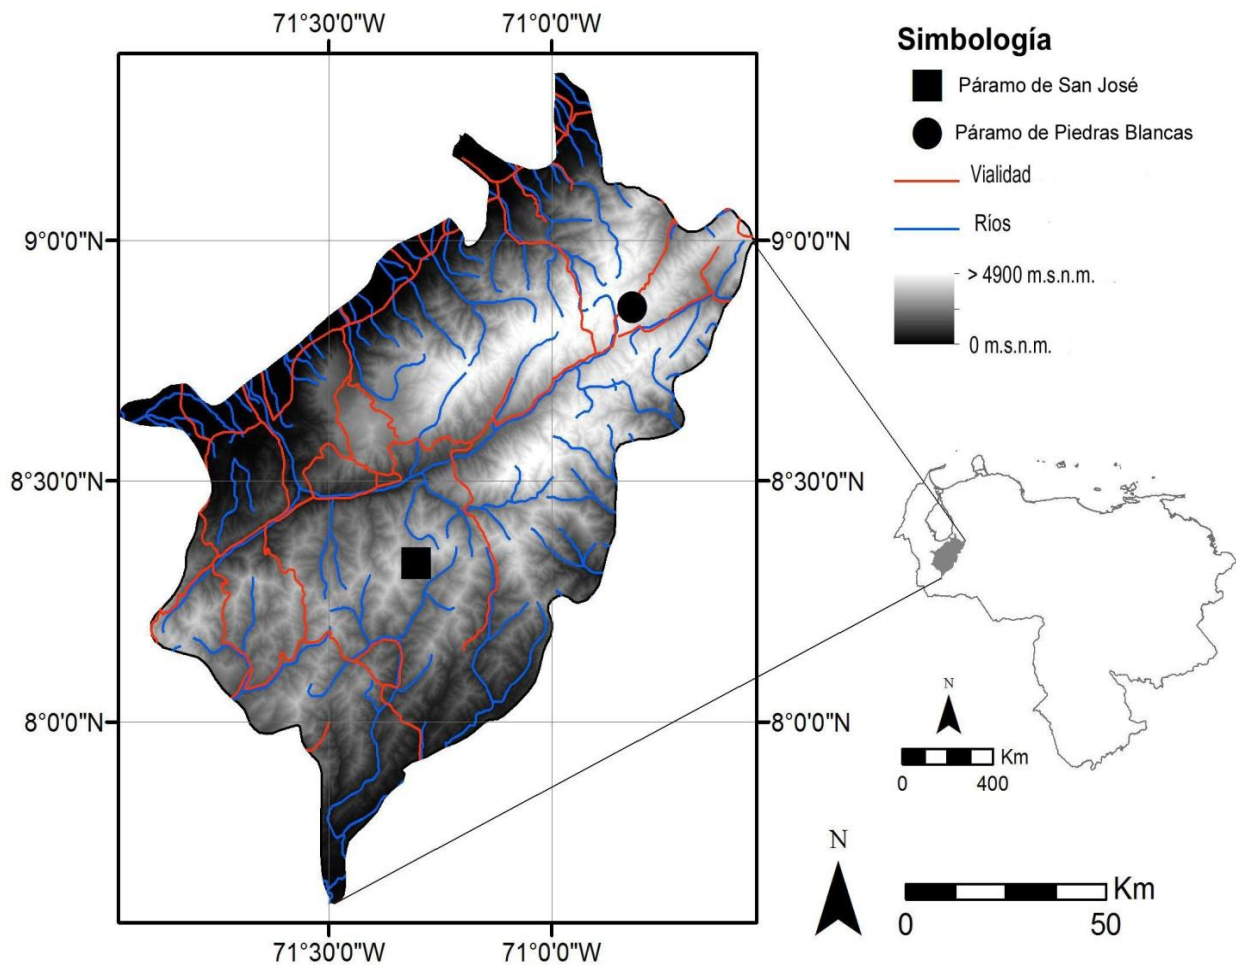 71°30'0"W
71°0'0"W
Simbología
Páramo de San José
Páramo de Piedras Blancas
Vialidad
Ríos
> 4900 m.s.n.m.
0 m.s.n.m.
9°0'0"N
9°0'0"N
8°30'0"N
8°30'0"N
8°0'0"N
8°0'0"N
N
Km
0
400
N
Km
0
50
71°30'0"W
71°0'0"W